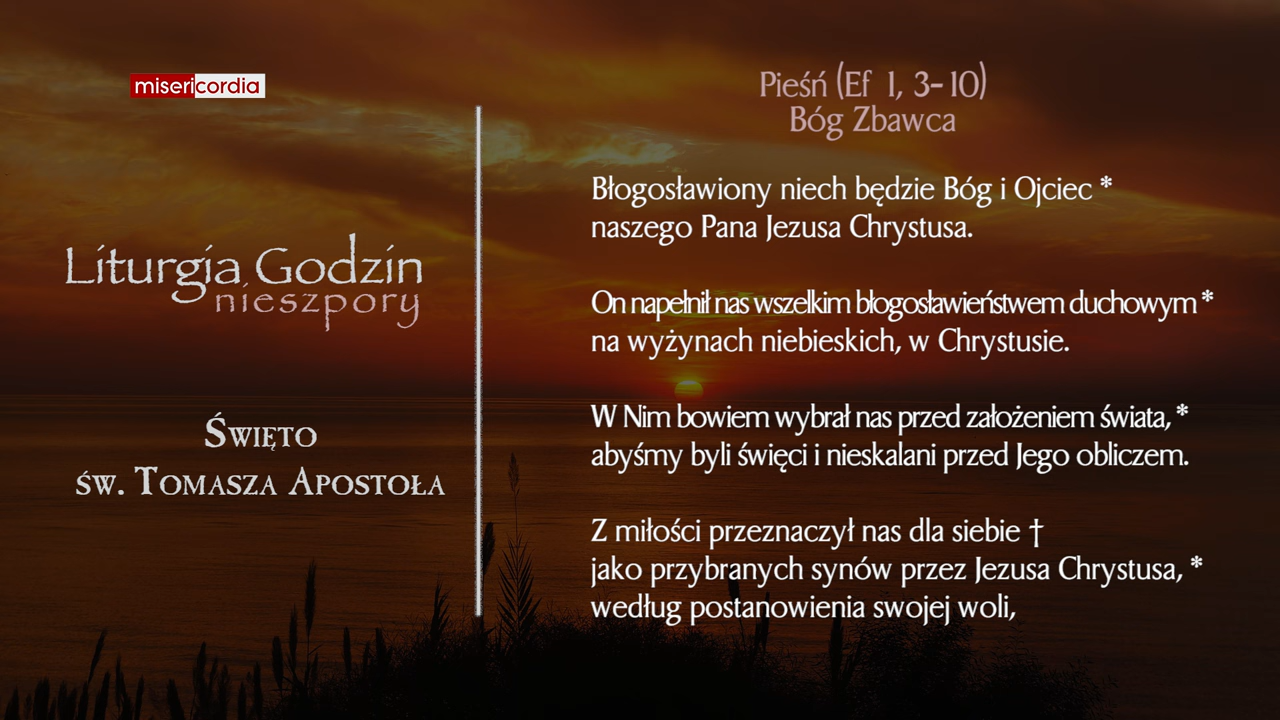 misericordia
Liturgia Godzin
nieszpory
Święto
św. Tomasza Apostoła
Pieśń (Ef 1, 3-10)
Bóg Zbawca
Błogosławiony niech będzie Bóg i Ojciec *
naszego Pana Jezusa Chrystusa.
On napełnił nas wszelkim błogosławieństwem duchowym *
na wyżynach niebieskich, w Chrystusie.
W Nim bowiem wybrał nas przed założeniem świata, *
abyśmy byli święci i nieskalani przed Jego obliczem.
Z miłości przeznaczył nas dla siebie †
jako przybranych synów przez Jezusa Chrystusa, *
według postanowienia swojej woli,